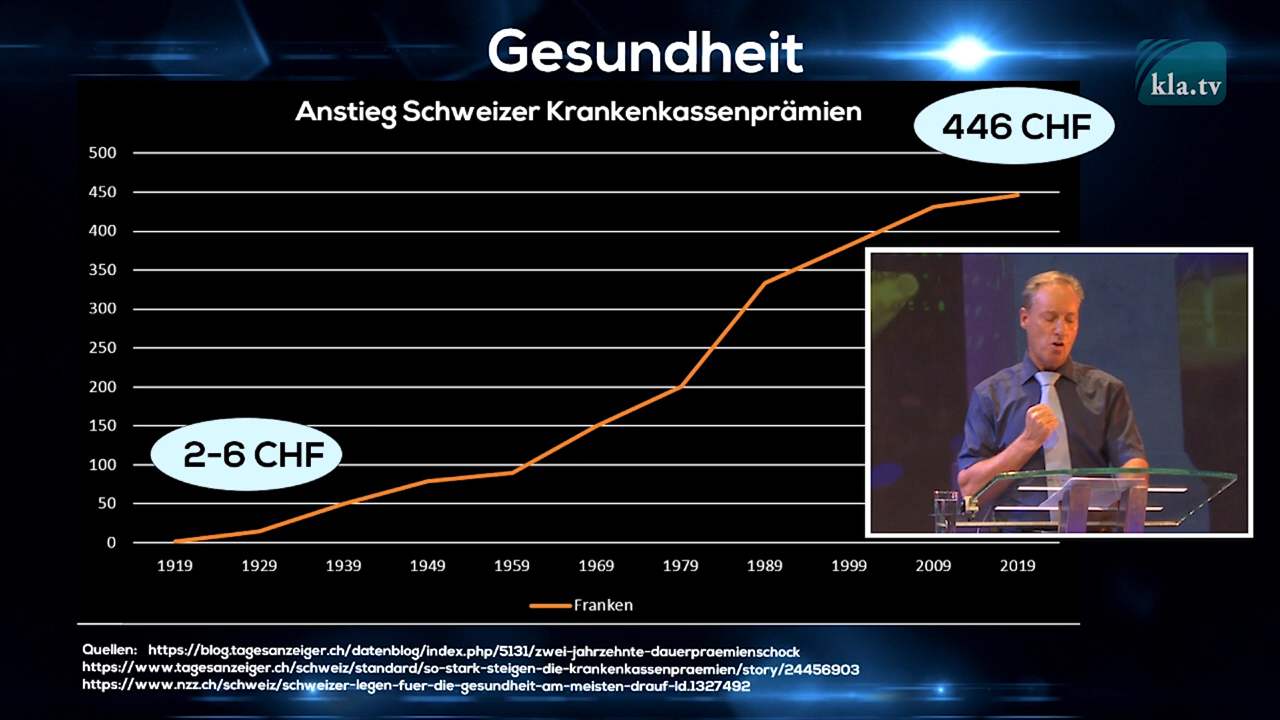 Gesundheit
kla.tv
Anstieg Schweizer Krankenkassenprämien
446 CHF
500
450
400
350
300
250
200
150
100
50
0
2-6 CHF
1919 1929 1939 1949 1959 1969 1979 1989 1999 2009 2019
Franken
Quellen: https://blog.tagesanzeiger.ch/datenblog/index.php/5131/zwei-jahrzehnte-dauerpraemienschock
https://www.tagesanzeiger.ch/schweiz/standard/so-stark-steigen-die-krankenkassenpraemien/story/24456903
https://www.nzz.ch/schweiz/schweizer-legen-fuer-die-gesundheit-am-meisten-drauf-ld.1327492